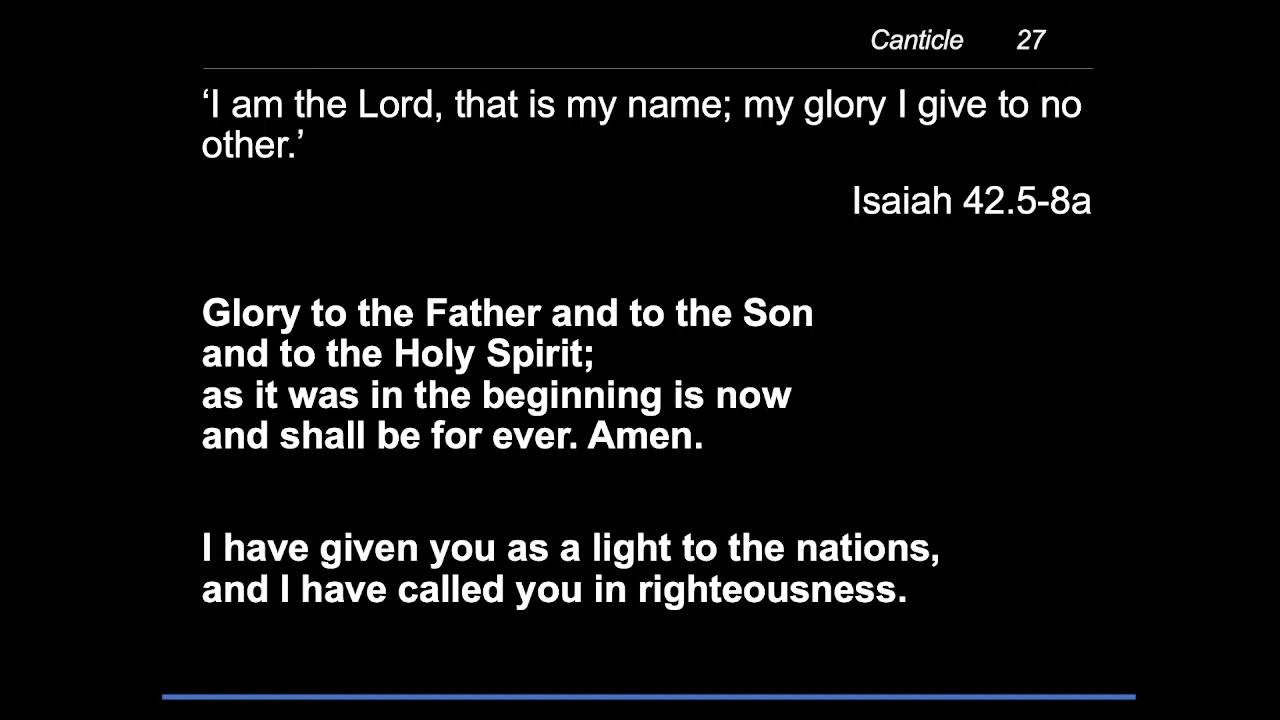 Canticle 27
‘I am the Lord, that is my name; my glory I give to no
other.’
Isaiah 42.5-8a
Glory to the Father and to the Son
and to the Holy Spirit;
as it was in the beginning is now
and shall be for ever. Amen.
I have given you as a light to the nations,
and I have called you in righteousness.